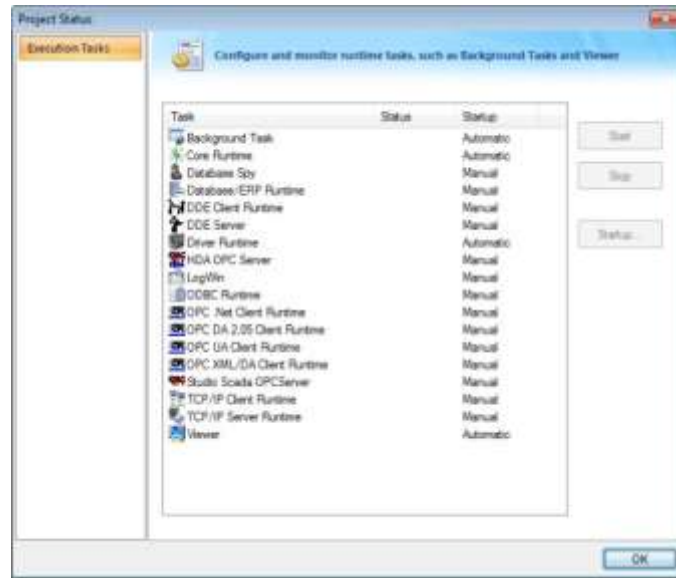 Project Status
Execution Tasks
Configure and monitor runtime tasks, such as Background Tasks and Viewer
Task Status Startup
Background Task Automatic
Core Runtime Automatic
Database Spy Manual
Database/ERP Runtime Manual
DDE Client Runtime Manual
DDE Server Manual
Driver Runtime Automatic
HDA OPC Server Manual
LogWin Manual
ODBC Runtime Manual
OPC .Net Client Runtime Manual
OPC DA 2.05 Client Runtime Manual
OPC UA Client Runtime Manual
OPC XML/DA Client Runtime Manual
Studio Scada OPCServer Manual
TCP/IP Client Runtime Manual
TCP/IP Server Runtime Manual
Viewer Automatic
Start
Stop
Startup...
OK